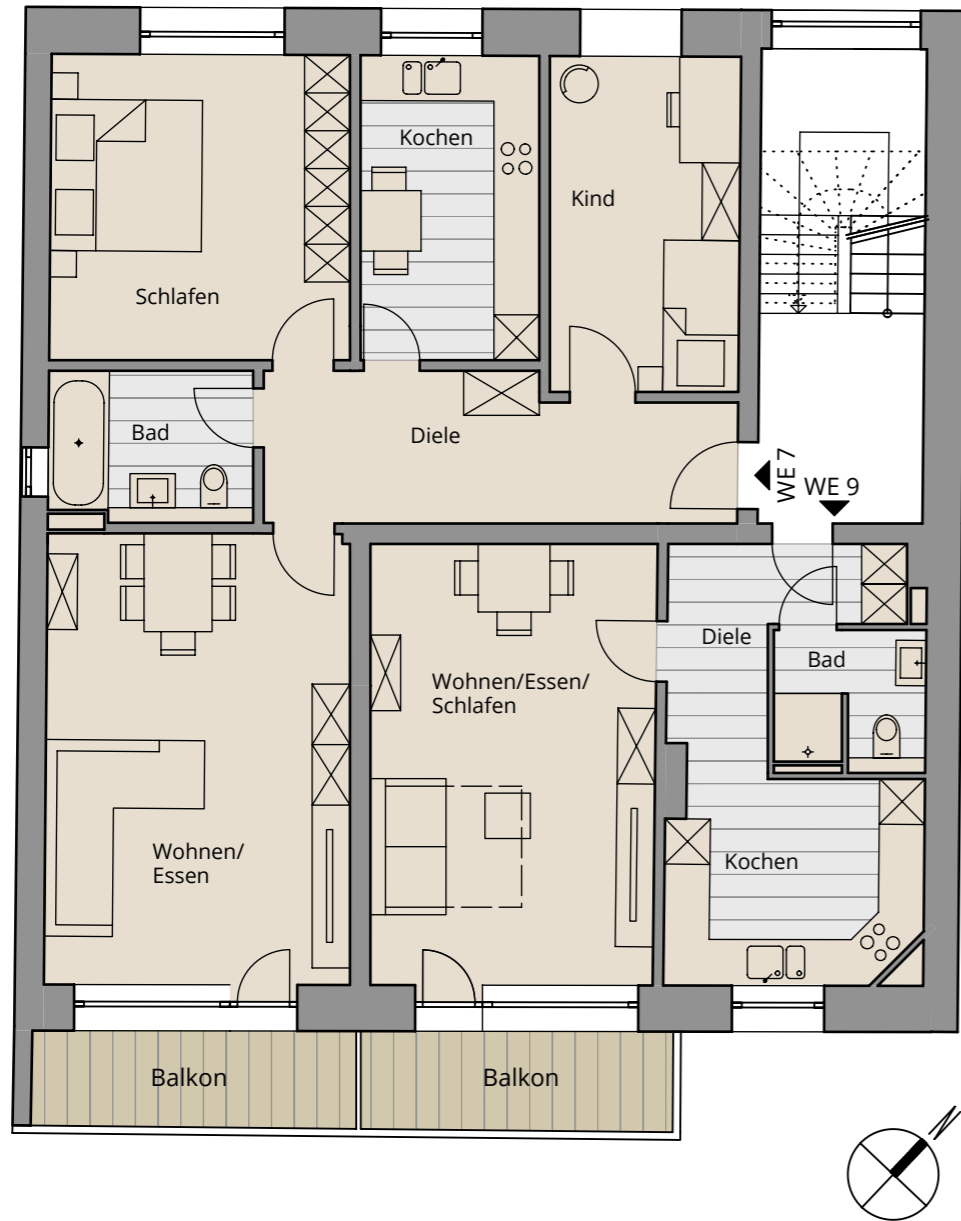 Kochen
Kind
Schlafen
Bad
Diele
WE 7
WE 9
Diele
Bad
Wohnen/Essen/
Schlafen
Wohnen/
Essen
Kochen
Balkon
Balkon
N